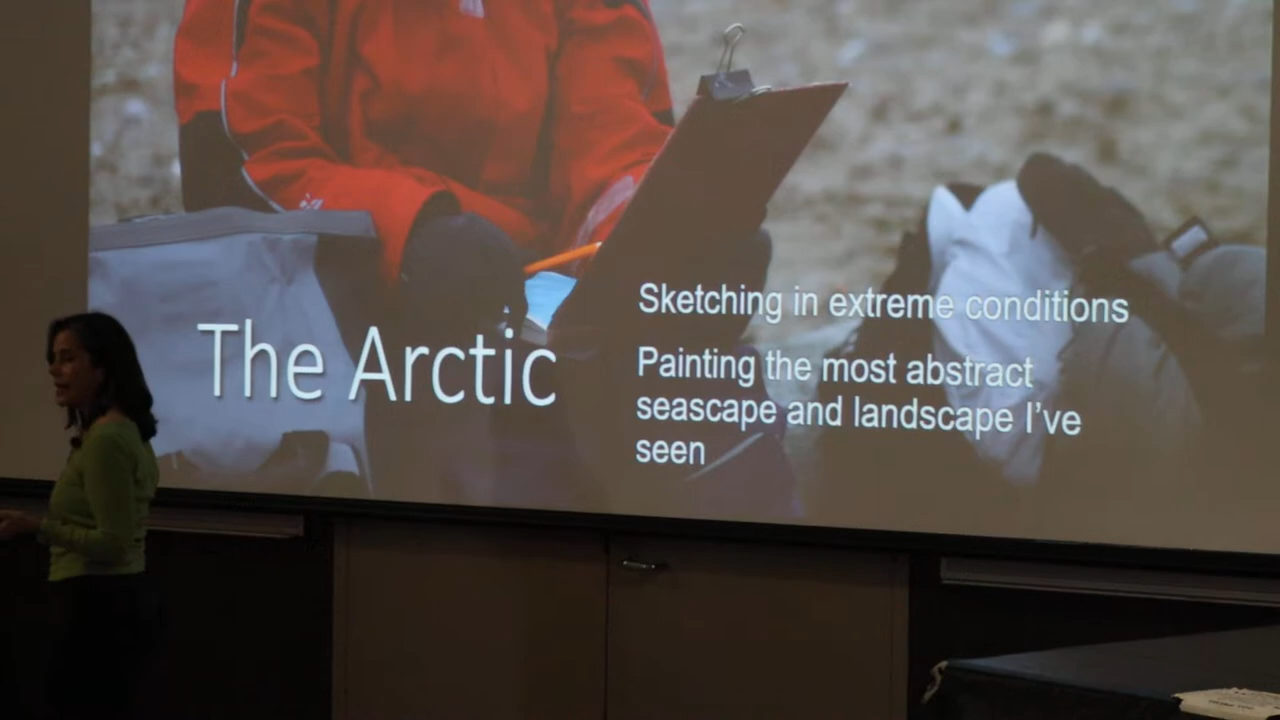 The Arctic
Sketching in extreme conditions
Painting the most abstract
seascape and landscape I've
seen